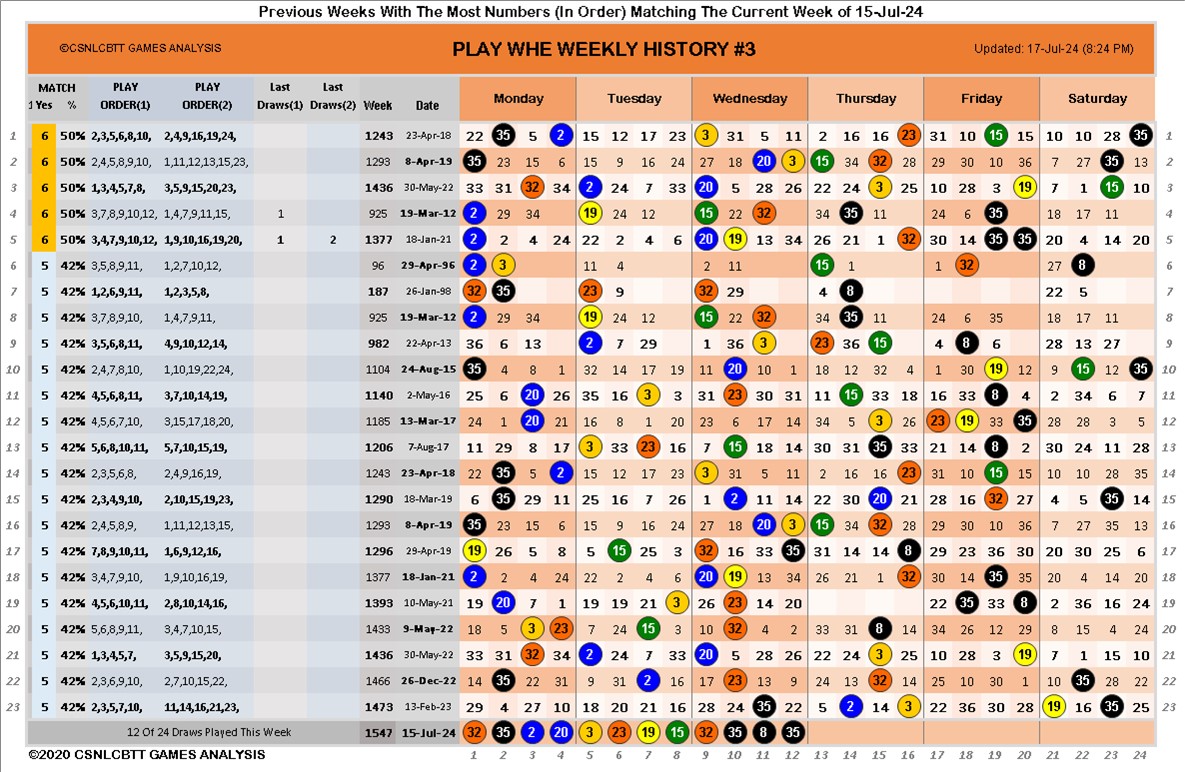 Previous Weeks With The Most Numbers (In Order) Matching The Current Week of 15-Jul-24
©CSNLCBTT GAMES ANALYSIS PLAY WHE WEEKLY HISTORY #3 Updated: 17-Jul-24 (8:24 PM)
MATCH PLAY PLAY Last Last
1 Yes % ORDER(1) ORDER(2) Draws(1) Draws(2) Week Date Monday Tuesday Wednesday Thursday Friday Saturday
1 6 50% 2,3,5,6,8,10, 2,4,9,16,19,24, 1243 23-Apr-18 22 35 5 2 15 12 17 23 3 31 5 11 2 16 16 23 31 10 15 15 10 10 28 35 1
2 6 50% 2,4,5,8,9,10, 1,11,12,13,15,23, 1293 8-Apr-19 35 23 15 6 15 9 16 24 27 18 20 3 15 34 32 28 29 30 10 36 7 27 35 13 2
3 6 50% 1,3,4,5,7,8, 3,5,9,15,20,23, 1436 30-May-22 33 31 32 34 2 24 7 33 20 5 28 26 22 24 3 25 10 28 3 19 7 1 15 10 3
4 6 50% 3,7,8,9,10,12, 1,4,7,9,11,15, 1 925 19-Mar-12 2 29 34 19 24 12 15 22 32 34 35 11 24 6 35 18 17 11 4
5 6 50% 3,4,7,9,10,12, 1,9,10,16,19,20, 1 2 1377 18-Jan-21 2 2 4 24 22 2 4 6 20 19 13 34 26 21 1 32 30 14 35 35 20 4 14 20 5
6 5 42% 3,5,8,9,11, 1,2,7,10,12, 96 29-Apr-96 2 3 11 4 2 11 15 1 1 32 27 8 6
7 5 42% 1,2,6,9,11, 1,2,3,5,8, 187 26-Jan-98 32 35 23 9 32 29 4 8 22 5 7
8 5 42% 3,7,8,9,10, 1,4,7,9,11, 925 19-Mar-12 2 29 34 19 24 12 15 22 32 34 35 11 24 6 35 18 17 11 8
9 5 42% 3,5,6,8,11, 4,9,10,12,14, 982 22-Apr-13 36 6 13 2 7 29 1 36 3 23 36 15 4 8 6 28 13 27 9
10 5 42% 2,4,7,8,10, 1,10,19,22,24, 1104 24-Aug-15 35 4 8 1 32 14 17 19 11 20 10 1 18 12 32 4 1 30 19 12 9 15 12 35 10
11 5 42% 4,5,6,8,11, 3,7,10,14,19, 1140 2-May-16 25 6 20 26 35 16 3 3 31 23 30 31 11 15 33 18 16 33 8 4 2 34 6 7 11
12 5 42% 4,5,6,7,10, 3,15,17,18,20, 1185 13-Mar-17 24 1 20 21 16 8 1 20 23 6 17 14 34 5 3 26 23 19 33 35 28 28 3 5 12
13 5 42% 5,6,8,10,11, 5,7,10,15,19, 1206 7-Aug-17 11 29 8 17 3 33 23 16 7 15 18 14 30 31 35 33 21 14 8 2 30 24 11 28 13
14 5 42% 2,3,5,6,8, 2,4,9,16,19, 1243 23-Apr-18 22 35 5 2 15 12 17 23 3 31 5 11 2 16 16 23 31 10 15 15 10 10 28 35 14
15 5 42% 2,3,4,9,10, 2,10,15,19,23, 1290 18-Mar-19 6 35 29 11 25 16 7 26 1 2 11 14 22 30 20 21 28 16 32 27 4 5 35 14 15
16 5 42% 2,4,5,8,9, 1,11,12,13,15, 1293 8-Apr-19 35 23 15 6 15 9 16 24 27 18 20 3 15 34 32 28 29 30 10 36 7 27 35 13 16
17 5 42% 7,8,9,10,11, 1,6,9,12,16, 1296 29-Apr-19 19 26 5 8 5 15 25 3 32 16 33 35 31 14 14 8 29 23 36 30 20 30 25 6 17
18 5 42% 3,4,7,9,10, 1,9,10,16,19, 1377 18-Jan-21 2 2 4 24 22 2 4 6 20 19 13 34 26 21 1 32 30 14 35 35 20 4 14 20 18
19 5 42% 4,5,6,10,11, 2,8,10,14,16, 1393 10-May-21 19 20 7 1 19 19 21 3 26 23 14 20 22 35 33 8 2 36 16 24 19
20 5 42% 5,6,8,9,11, 3,4,7,10,15, 1433 9-May-22 18 5 3 23 7 24 15 3 10 32 4 2 33 31 8 14 34 26 12 29 8 15 4 24 20
21 5 42% 1,3,4,5,7, 3,5,9,15,20, 1436 30-May-22 33 31 32 34 2 24 7 33 20 5 28 26 22 24 3 25 10 28 3 19 7 1 15 10 21
22 5 42% 2,3,6,9,10, 2,7,10,15,22, 1466 26-Dec-22 14 35 22 31 9 31 2 16 17 23 13 9 24 13 32 14 25 10 30 1 10 35 28 22 22
23 5 42% 2,3,5,7,10, 11,14,16,21,23, 1473 13-Feb-23 29 4 27 10 18 20 21 16 28 24 35 22 5 2 14 3 22 36 30 28 19 16 35 25 23
12 Of 24 Draws Played This Week 1547 15-Jul-24 32 35 2 20 3 23 19 15 32 35 8 35
©2020 CSNLCBTT GAMES ANALYSIS 1 2 3 4 5 6 7 8 9 10 11 12 13 14 15 16 17 18 19 20 21 22 23 24